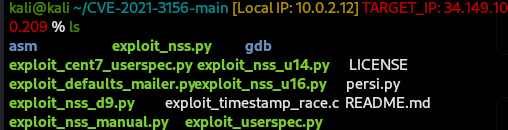 kali@kali ~/CVE-2021-3156-main [Local IP: 10.0.2.12] TARGET_IP: 34.149.10
0.209 % ls
asm exploit_nss.py gdb
exploit_cent7_userspec.py exploit_nss_u14.py LICENSE
exploit_defaults_mailer.py exploit_nss_u16.py persi.py
exploit_nss_d9.py exploit_timestamp_race.c README.md
exploit_nss_manual.py exploit_userspec.py